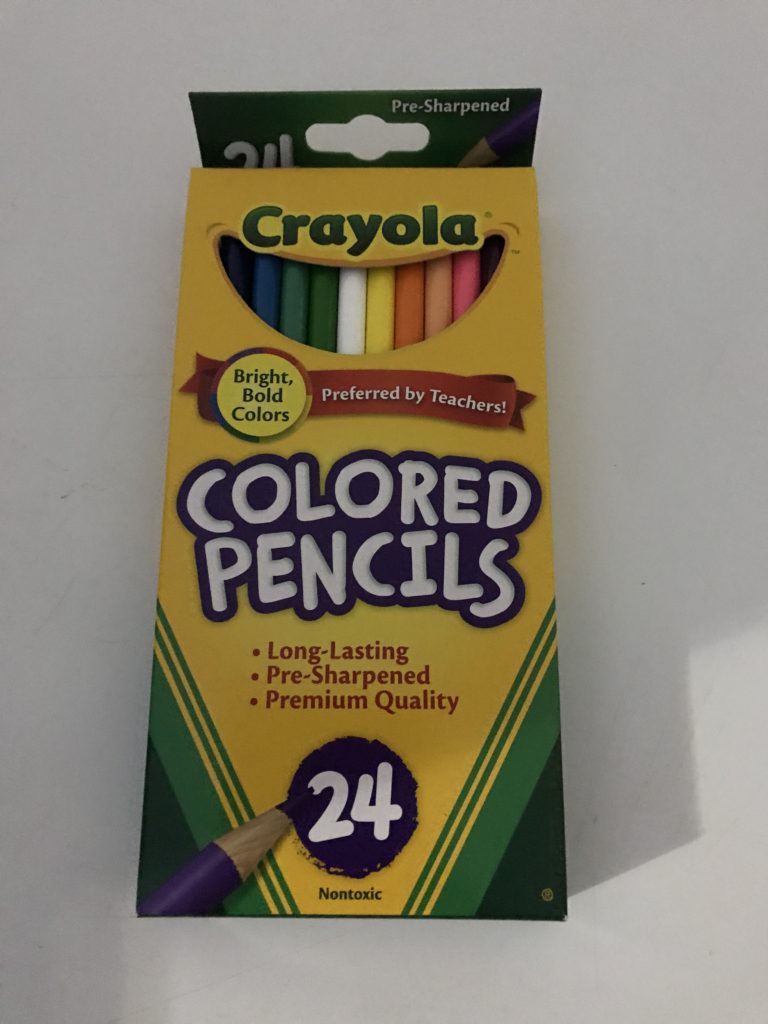 Pre-Sharpened
24
Crayola®
™
Bright,
Bold
Colors
Preferred by Teachers!
COLORED
PENCILS
• Long-Lasting
• Pre-Sharpened
• Premium Quality
24
Nontoxic